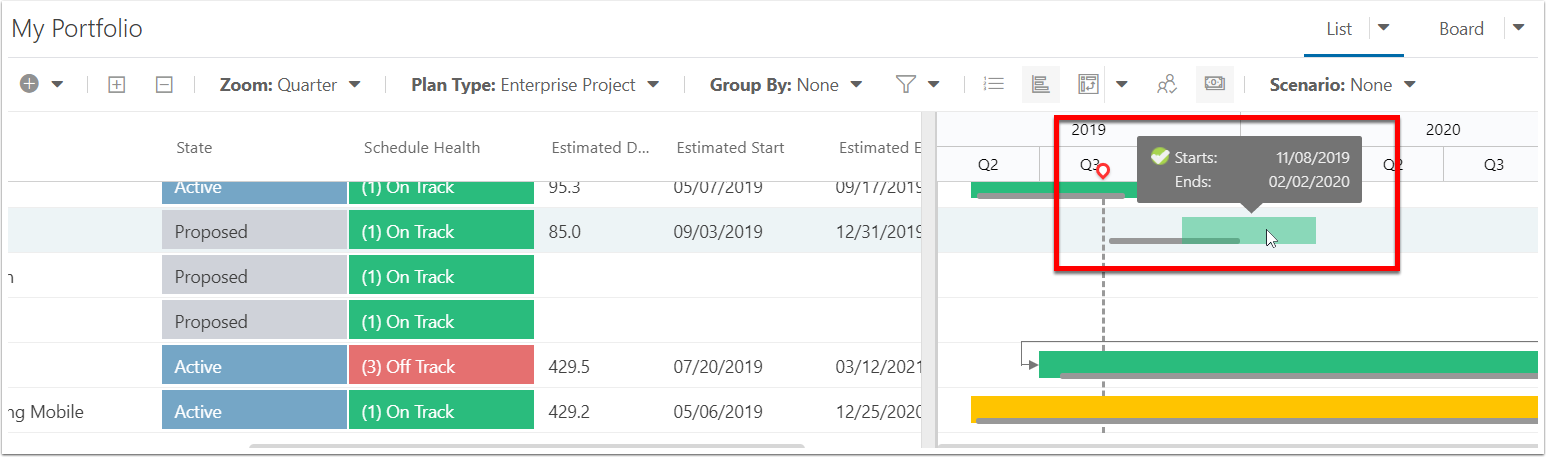 My Portfolio
List
Board
Zoom: Quarter
Plan Type: Enterprise Project
Group By: None
Scenario: None
State
Schedule Health
Estimated D...
Estimated Start
Estimated E
2019
2020
Q2
Q3
Q2
Q3
Starts: 11/08/2019
Ends: 02/02/2020
Active
(1) On Track
95.3
05/07/2019
09/17/2019
Proposed
(1) On Track
85.0
09/03/2019
12/31/2019
n
Proposed
(1) On Track
Proposed
(1) On Track
Active
(3) Off Track
429.5
07/20/2019
03/12/2021
ng Mobile
Active
(1) On Track
429.2
05/06/2019
12/25/2020